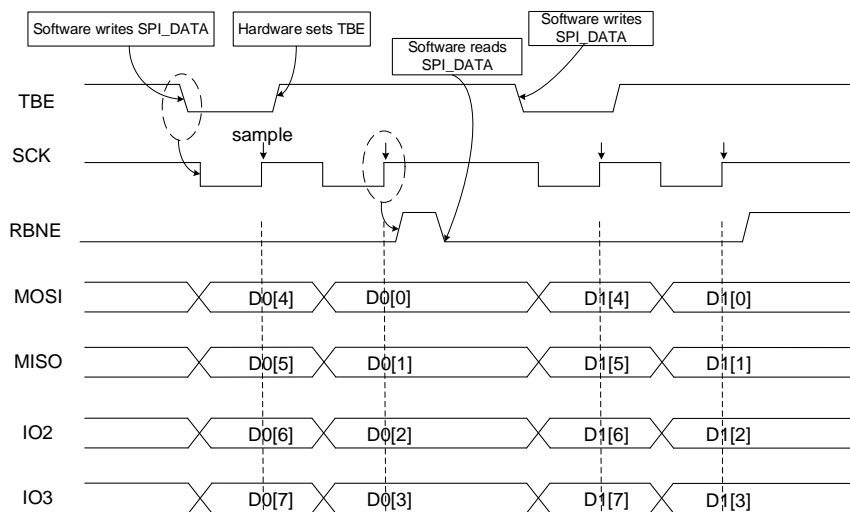 Software writes SPI_DATA
Hardware sets TBE
Software reads
SPI_DATA
Software writes
SPI_DATA
TBE
sample
SCK
RBNE
MOSI D0[4] D0[0] D1[4] D1[0]
MISO D0[5] D0[1] D1[5] D1[1]
IO2 D0[6] D0[2] D1[6] D1[2]
IO3 D0[7] D0[3] D1[7] D1[3]